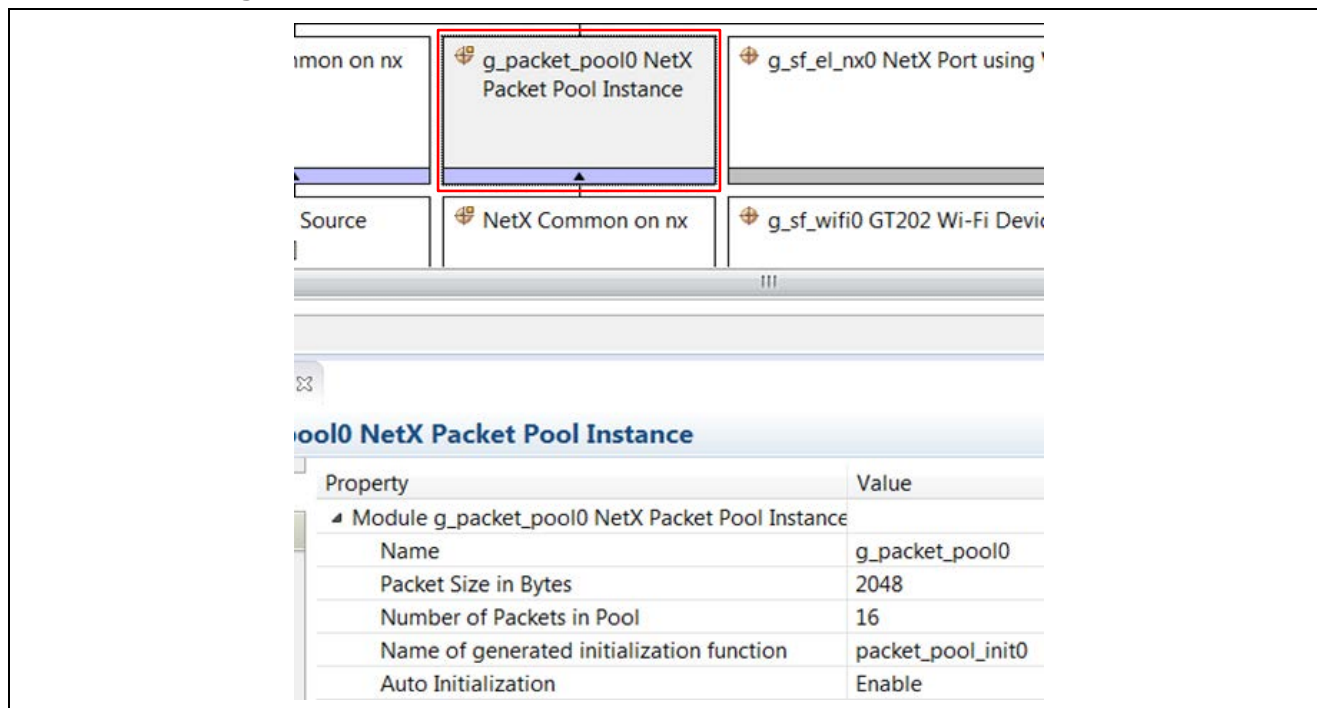 mon on nx
g_packet_pool0 NetX
Packet Pool Instance
g_sf_el_nx0 NetX Port using
Source
NetX Common on nx
g_sf_wifi0 GT202 Wi-Fi Devic
ool0 NetX Packet Pool Instance
Property Value
Module g_packet_pool0 NetX Packet Pool Instance
Name g_packet_pool0
Packet Size in Bytes 2048
Number of Packets in Pool 16
Name of generated initialization function packet_pool_init0
Auto Initialization Enable